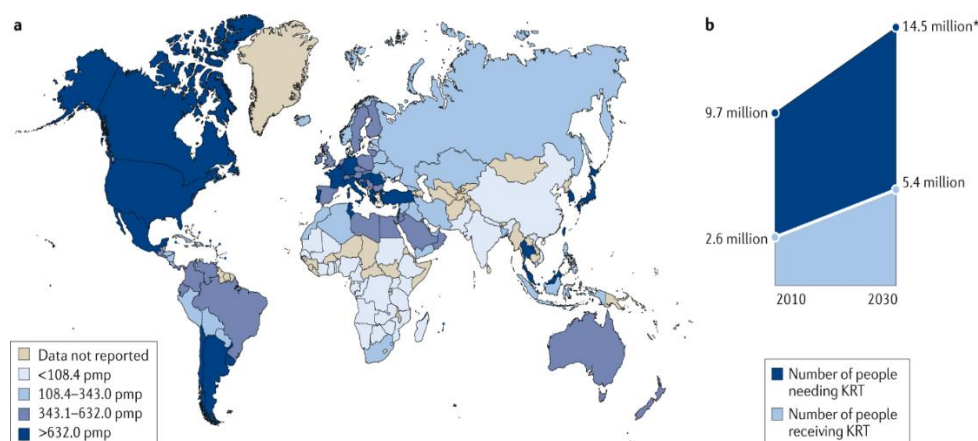 a
Data not reported
<108.4 pmp
108.4–343.0 pmp
343.1–632.0 pmp
>632.0 pmp
b
14.5 million*
9.7 million
5.4 million
2.6 million
2010 2030
Number of people
needing KRT
Number of people
receiving KRT